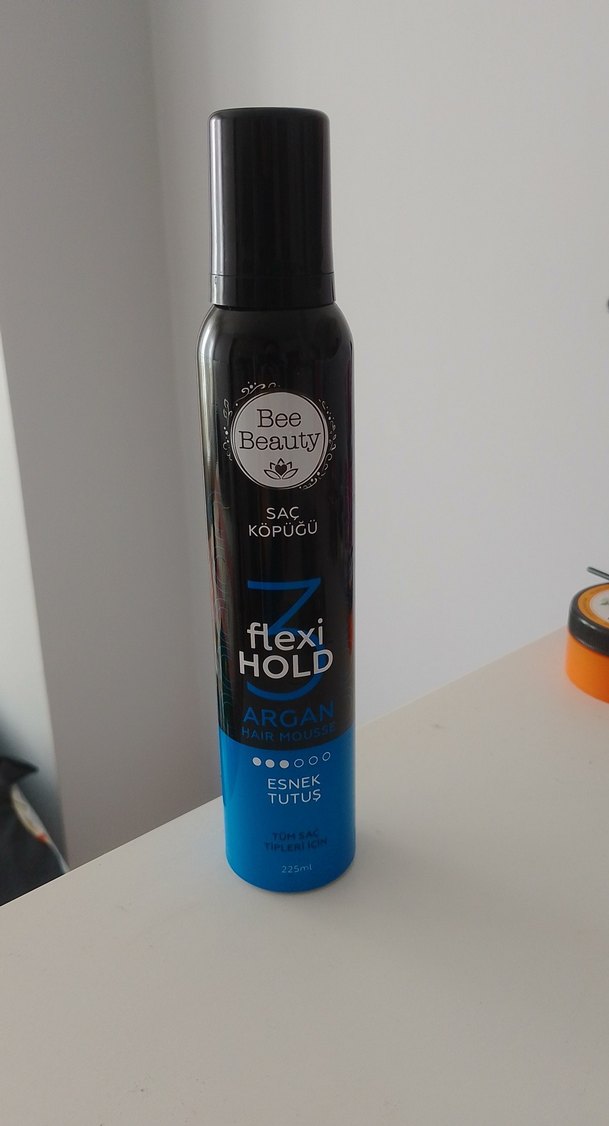 Bee
Beauty
SAÇ
KÖPÜĞÜ
3
flexi
HOLD
ARGAN
HAIR MOUSSE
ESNEK
TUTUŞ
TÜM SAÇ
TİPLERİ İÇİN
225ml